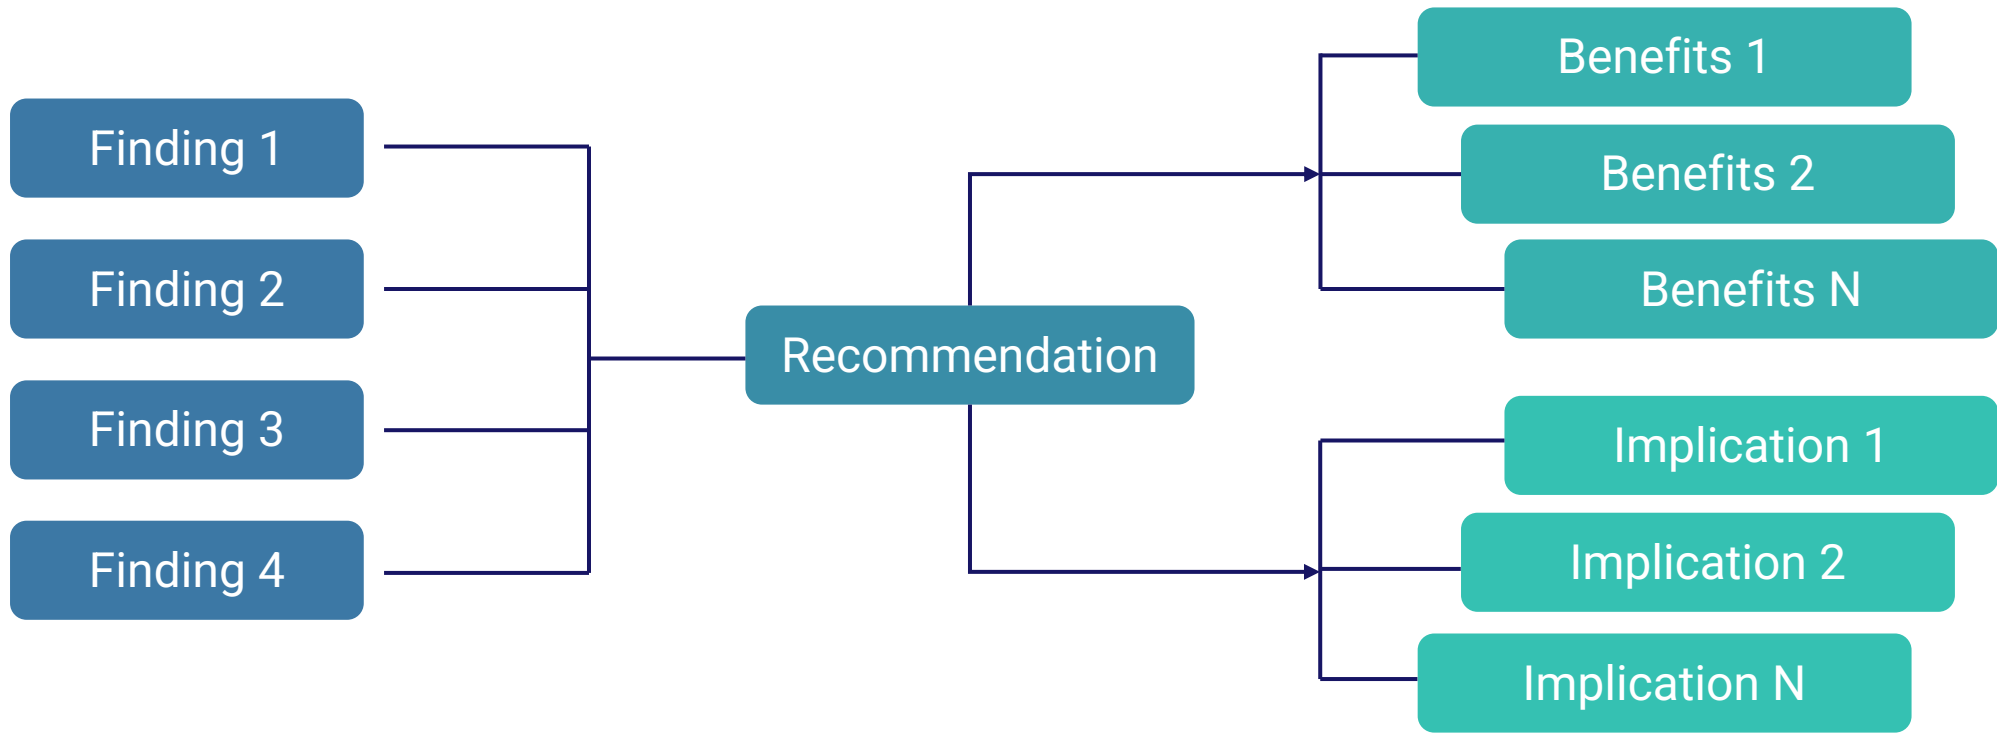 Finding 1
Finding 2
Finding 3
Finding 4
Recommendation
Benefits 1
Benefits 2
Benefits N
Implication 1
Implication 2
Implication N